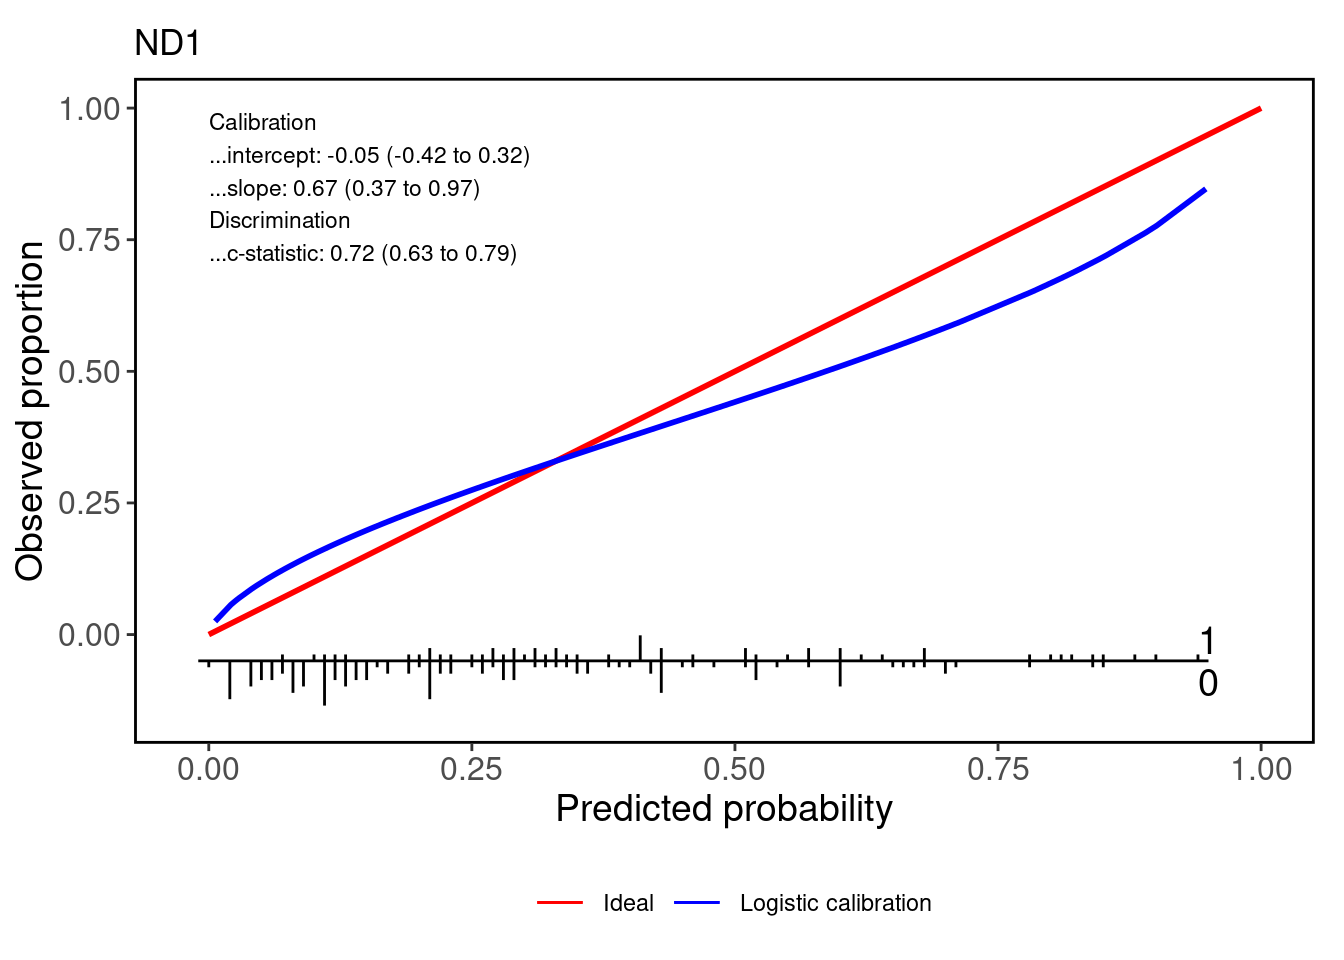 ND1
Calibration
...intercept: -0.05 (-0.42 to 0.32)
...slope: 0.67 (0.37 to 0.97)
Discrimination
...c-statistic: 0.72 (0.63 to 0.79)
Observed proportion
1.00
0.75
0.50
0.25
0.00
1
0
0.00 0.25 0.50 0.75 1.00
Predicted probability
Ideal Logistic calibration